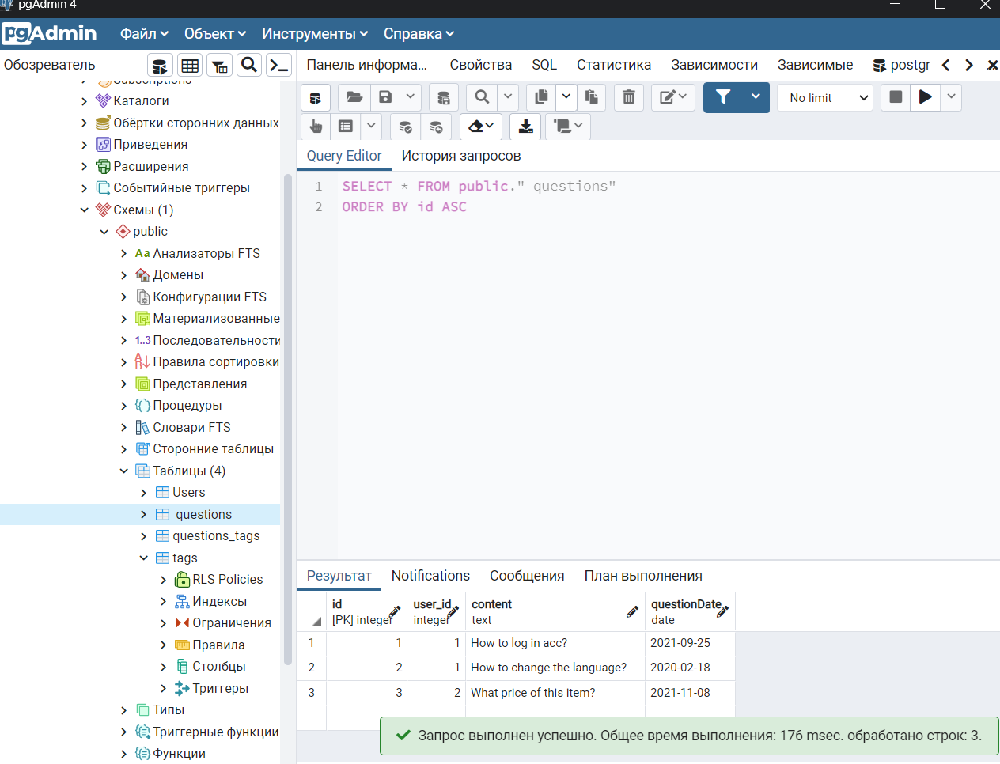 pgAdmin 4
pgAdmin Файл Объект Инструменты Справка
Обозреватель
Панель информа... Свойства SQL Статистика Зависимости Зависимые postgr
Subscriptions
Каталоги
Обёртки сторонних данных
Приведения
Расширения
Событийные триггеры
Схемы (1)
public
Aa Анализаторы FTS
Домены
Конфигурации FTS
Материализованные
1..3 Последовательности
Правила сортировки
Представления
Процедуры
Словари FTS
Сторонние таблицы
Таблицы (4)
Users
questions
questions_tags
tags
RLS Policies
Индексы
Ограничения
Правила
Столбцы
Триггеры
Типы
Триггерные функции
Функции
No limit
Query Editor История запросов
1 SELECT * FROM public." questions"
2 ORDER BY id ASC
Результат Notifications Сообщения План выполнения
id user_id content questionDate
[PK] integer integer text date
1 1 1 How to log in acc? 2021-09-25
2 2 1 How to change the language? 2020-02-18
3 3 2 What price of this item? 2021-11-08
Запрос выполнен успешно. Общее время выполнения: 176 msec. обработано строк: 3.